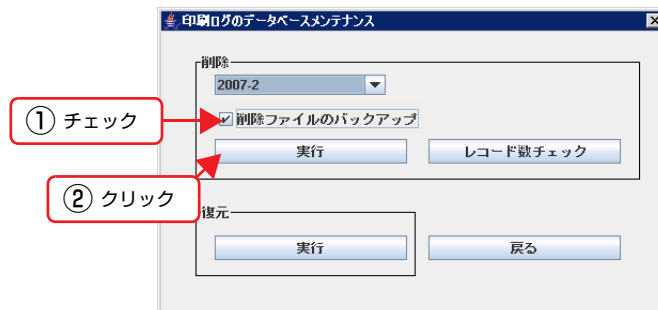 印刷ログのデータベースメンテナンス
削除
2007-2
① チェック
削除ファイルのバックアップ
実行
レコード数チェック
② クリック
復元
実行
戻る